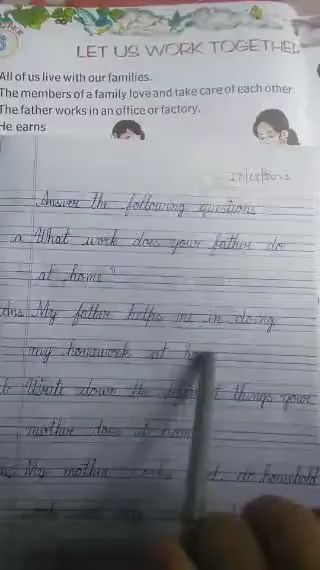 LET US WORK TOGETHER
All of us live with our families.
The members of a family love and take care of each other.
The father works in an office or factory.
He earns
Answer the following questions
a What work does your father do
at home?
Ans My father helps me in doing
my homework at
b Write down the things your
mother does at
My mother do household